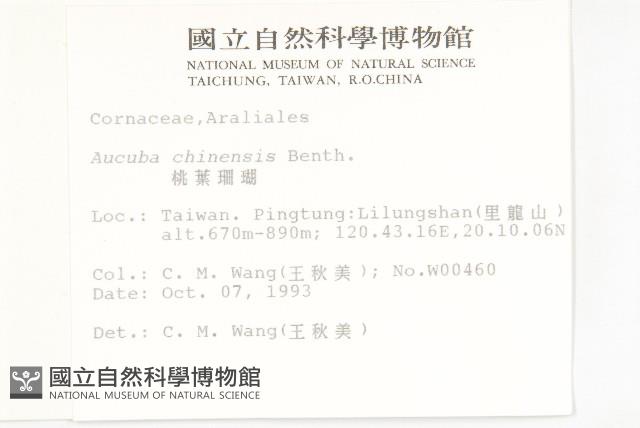 國立自然科學博物館
NATIONAL MUSEUM OF NATURAL SCIENCE
TAICHUNG, TAIWAN, R.O.CHINA
Cornaceae,Araliales
Aucuba chinensis Benth.
桃葉珊瑚
Loc.: Taiwan. Pingtung:Lilungshan(里龍山)
alt.670m-890m; 120.43.16E,20.10.06N
Col.: C. M. Wang(王秋美); No.W00460
Date: Oct. 07, 1993
Det.: C. M. Wang(王秋美)
國立自然科學博物館
NATIONAL MUSEUM OF NATURAL SCIENCE